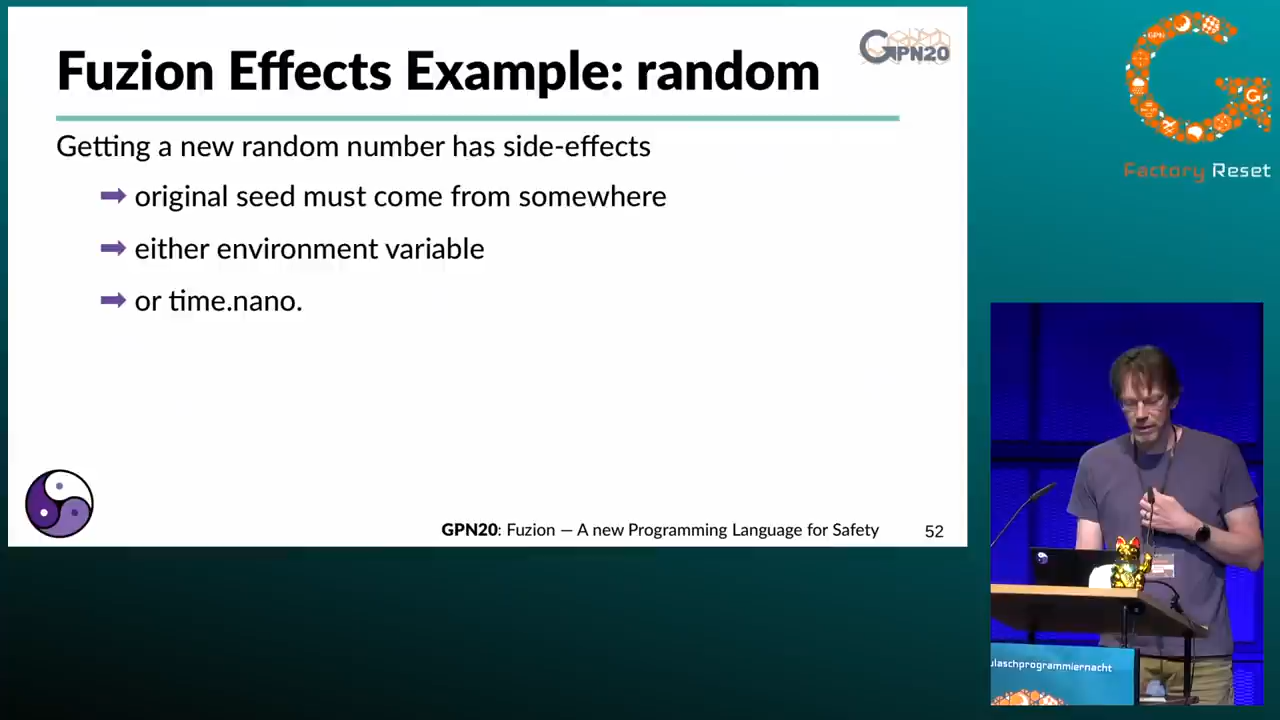 Fuzion Effects Example: random
GPN20
Getting a new random number has side-effects
original seed must come from somewhere
either environment variable
or time.nano.
GPN20: Fuzion — A new Programming Language for Safety
52
Factory Reset
ulaschprogrammiernacht